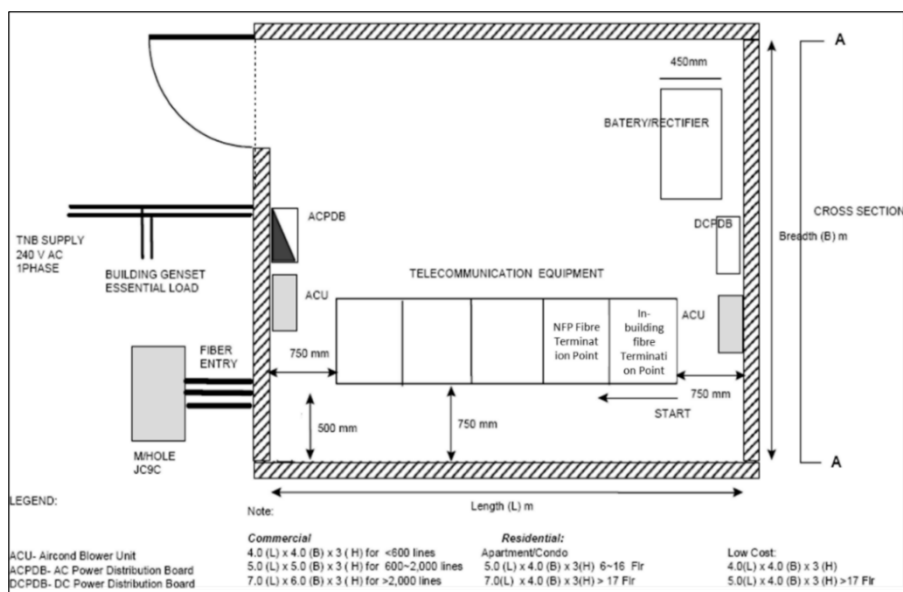 A
450mm
BATERY/RECTIFIER
ACPDB
DCPDB
CROSS SECTION
Breadth (B) m
TNB SUPPLY
240 V AC
1PHASE
BUILDING GENSET
ESSENTIAL LOAD
TELECOMMUNICATION EQUIPMENT
ACU
ACU
NFP Fibre
Terminat
ion Point
In-
building
fibre
Terminati
on Point
FIBER
ENTRY
750 mm
750 mm
START
500 mm
750 mm
M/HOLE
JC9C
A
Length (L) m
LEGEND:
ACU- Aircond Blower Unit
ACPDB- AC Power Distribution Board
DCPDB- DC Power Distribution Board
Note:
Commercial
4.0 (L) x 4.0 (B) x 3 ( H) for <600 lines
5.0 (L) x 5.0 (B) x 3 ( H) for 600~2,000 lines
7.0 (L) x 6.0 (B) x 3 ( H) for >2,000 lines
Residential:
Apartment/Condo
5.0 (L) x 4.0 (B) x 3(H) 6~16 Flr
7.0(L) x 4.0 (B) x 3(H) > 17 Flr
Low Cost:
4.0(L) x 4.0 (B) x 3 (H)
5.0(L) x 4.0 (B) x 3 (H) >17 Flr